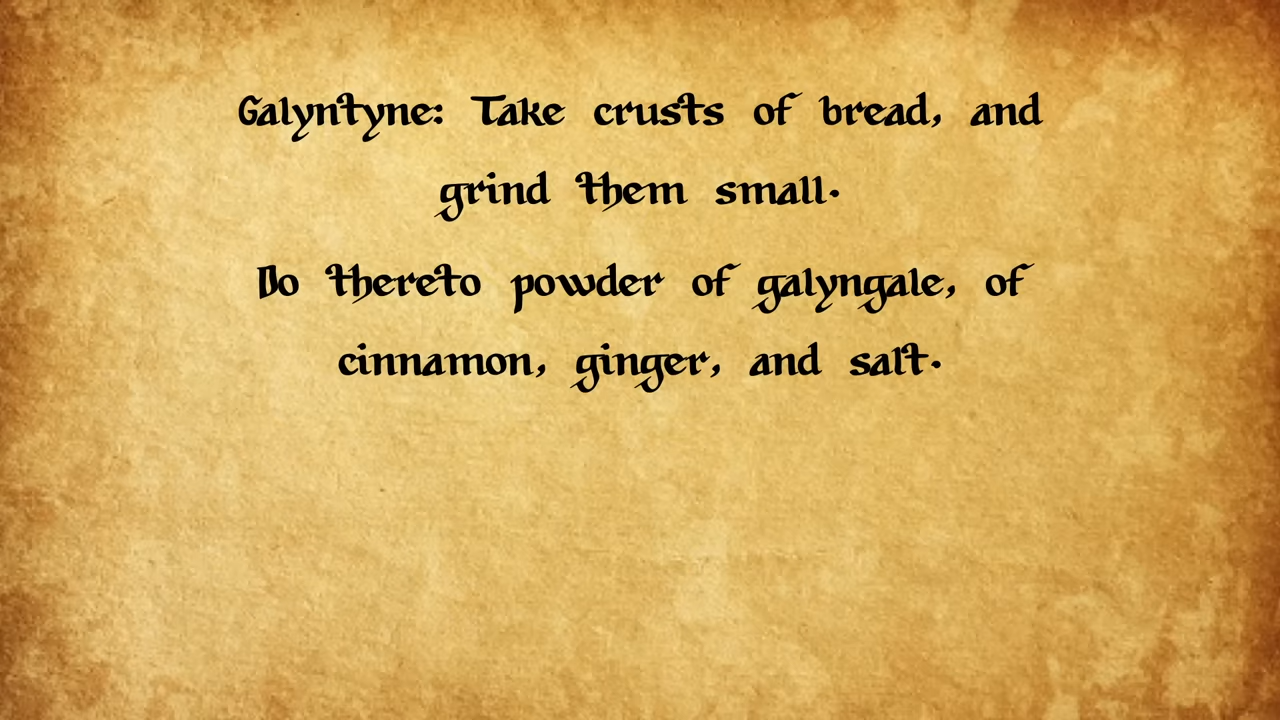 Galyntyne: Take crusts of bread, and
grind them small.
Do thereto powder of galyngale, of
cinnamon, ginger, and salt.